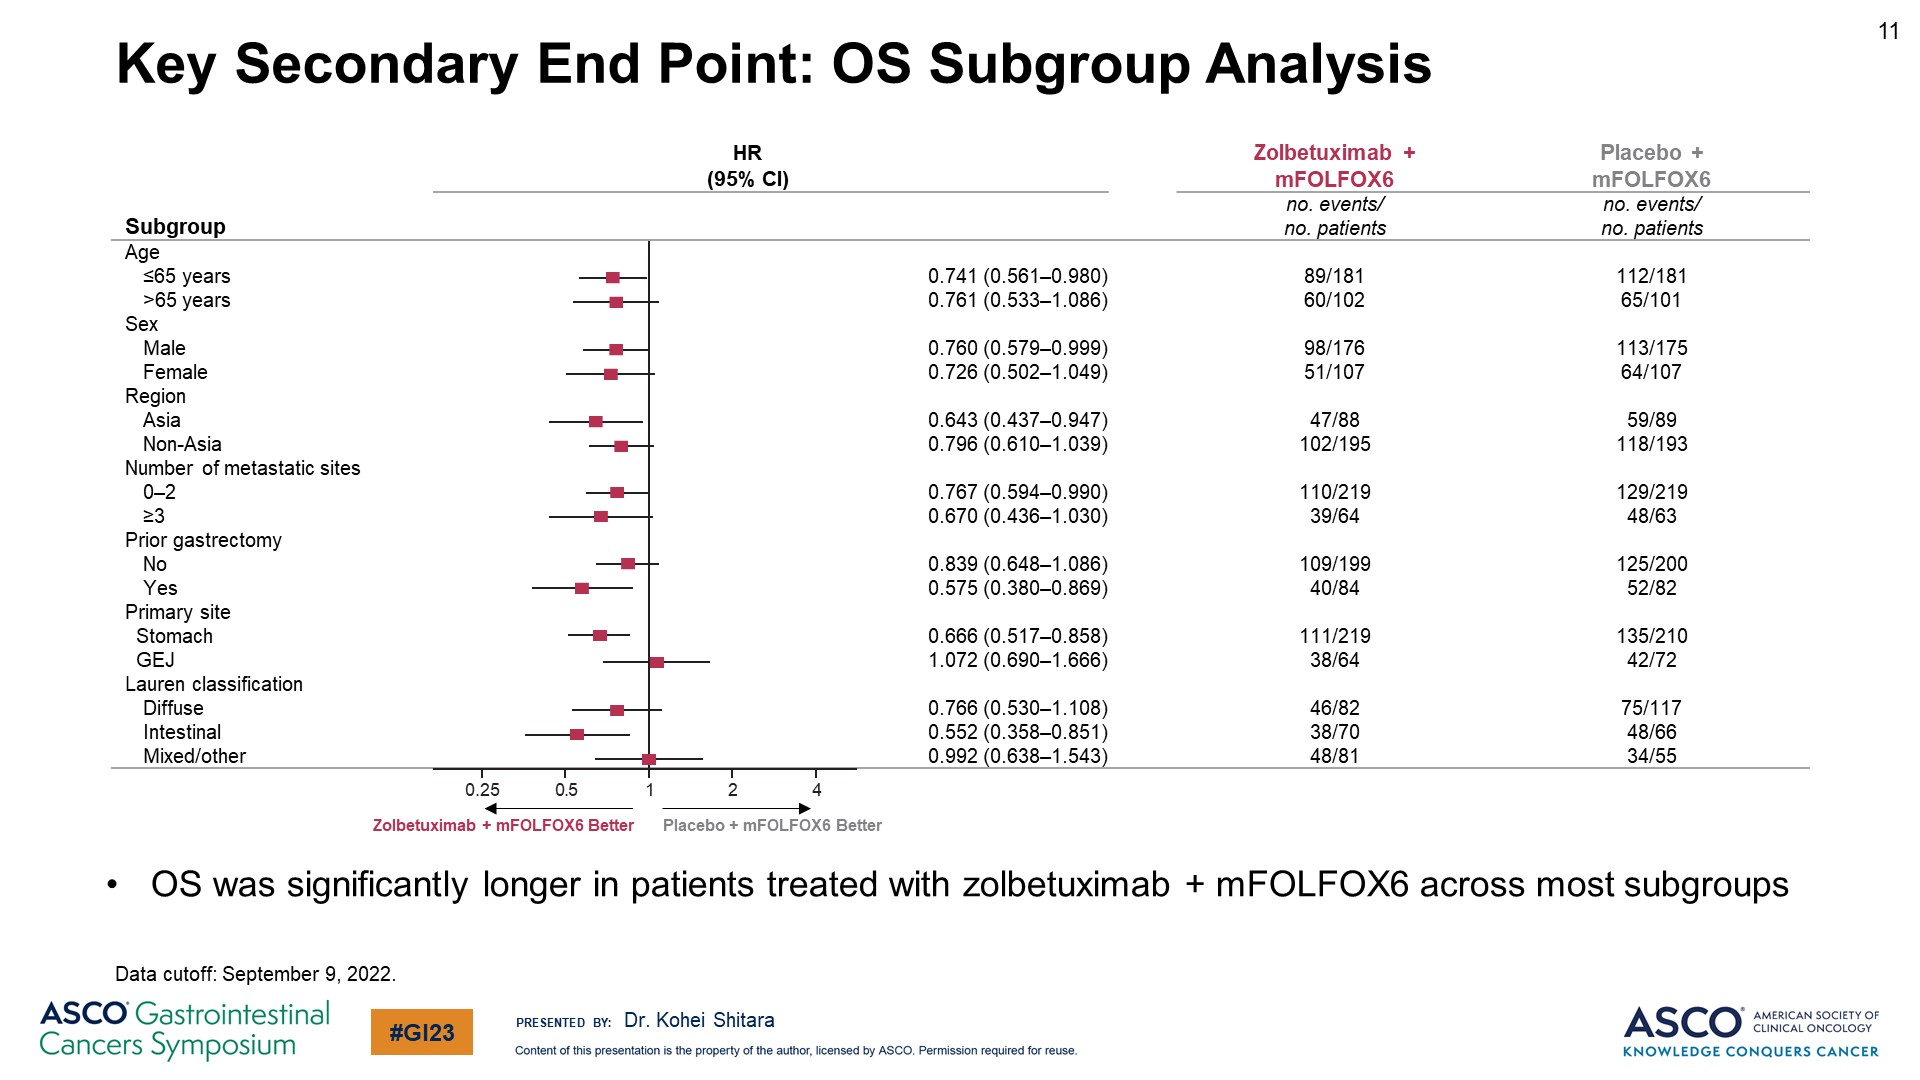 11
Key Secondary End Point: OS Subgroup Analysis
HR
(95% CI)
Zolbetuximab +
mFOLFOX6
Placebo +
mFOLFOX6
Subgroup
no. events/
no. patients
no. events/
no. patients
Age
≤65 years 0.741 (0.561–0.980) 89/181 112/181
>65 years 0.761 (0.533–1.086) 60/102 65/101
Sex
Male 0.760 (0.579–0.999) 98/176 113/175
Female 0.726 (0.502–1.049) 51/107 64/107
Region
Asia 0.643 (0.437–0.947) 47/88 59/89
Non-Asia 0.796 (0.610–1.039) 102/195 118/193
Number of metastatic sites
0–2 0.767 (0.594–0.990) 110/219 129/219
≥3 0.670 (0.436–1.030) 39/64 48/63
Prior gastrectomy
No 0.839 (0.648–1.086) 109/199 125/200
Yes 0.575 (0.380–0.869) 40/84 52/82
Primary site
Stomach 0.666 (0.517–0.858) 111/219 135/210
GEJ 1.072 (0.690–1.666) 38/64 42/72
Lauren classification
Diffuse 0.766 (0.530–1.108) 46/82 75/117
Intestinal 0.552 (0.358–0.851) 38/70 48/66
Mixed/other 0.992 (0.638–1.543) 48/81 34/55
0.25 0.5 1 2 4
Zolbetuximab + mFOLFOX6 Better Placebo + mFOLFOX6 Better
• OS was significantly longer in patients treated with zolbetuximab + mFOLFOX6 across most subgroups
Data cutoff: September 9, 2022.
ASCO Gastrointestinal
Cancers Symposium
#GI23
PRESENTED BY: Dr. Kohei Shitara
Content of this presentation is the property of the author, licensed by ASCO. Permission required for reuse.
ASCO AMERICAN SOCIETY OF
CLINICAL ONCOLOGY
KNOWLEDGE CONQUERS CANCER